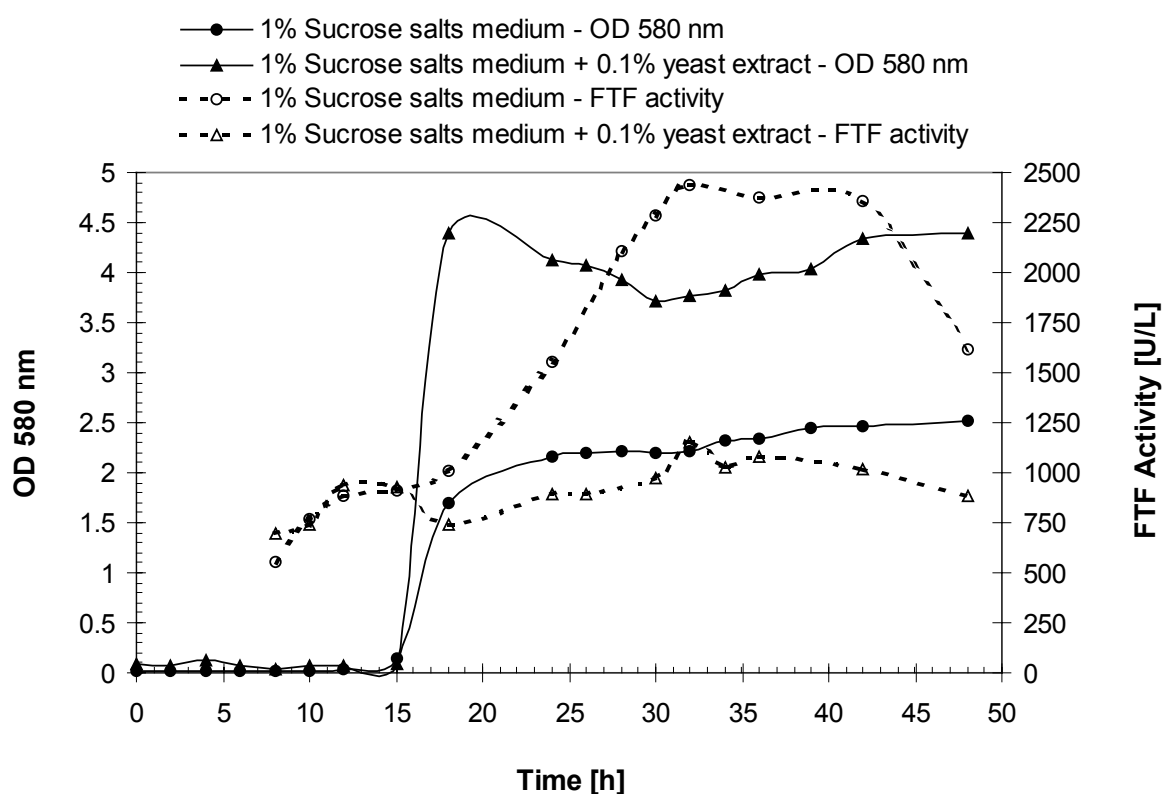 1% Sucrose salts medium - OD 580 nm
1% Sucrose salts medium + 0.1% yeast extract - OD 580 nm
1% Sucrose salts medium - FTF activity
1% Sucrose salts medium + 0.1% yeast extract - FTF activity
5
4.5
4
3.5
3
2.5
2
1.5
1
0.5
0
OD 580 nm
2500
2250
2000
1750
1500
1250
1000
750
500
250
0
FTF Activity [U/L]
0 5 10 15 20 25 30 35 40 45 50
Time [h]